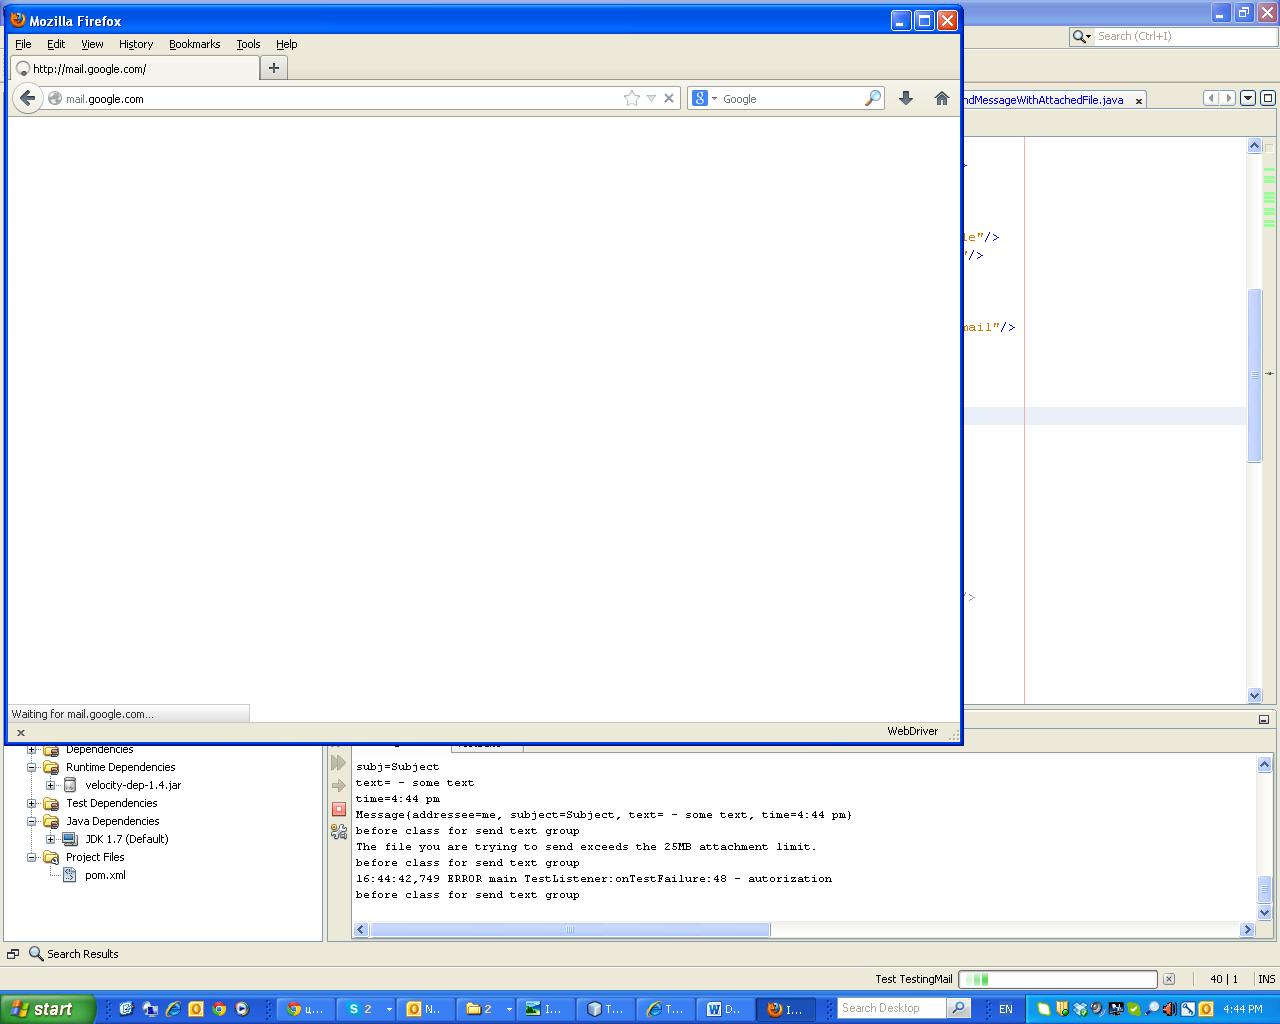 Mozilla Firefox
File Edit View History Bookmarks Tools Help
Search (Ctrl+I)
http://mail.google.com/
mail.google.com
Google
ndMessageWithAttachedFile.java
>
le"/>
"/>
mail"/>
/>
Waiting for mail.google.com...
WebDriver
Dependencies
Runtime Dependencies
velocity-dep-1.4.jar
Test Dependencies
Java Dependencies
JDK 1.7 (Default)
Project Files
pom.xml
subj=Subject
text= - some text
time=4:44 pm
Message{addressee=me, subject=Subject, text= - some text, time=4:44 pm}
before class for send text group
The file you are trying to send exceeds the 25MB attachment limit.
before class for send text group
16:44:42,749 ERROR main TestListener:onTestFailure:48 - autorization
before class for send text group
Search Results
Test TestingMail
40 | 1 INS
start
ц... 2 N... 2 I... T... T... D... I...
Search Desktop
EN
4:44 PM